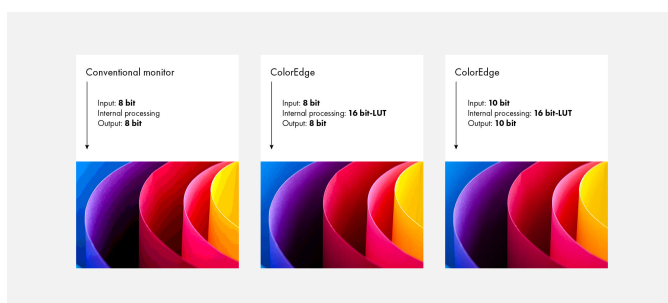 Conventional monitor
Input: 8 bit
Internal processing
Output: 8 bit
ColorEdge
Input: 8 bit
Internal processing: 16 bit-LUT
Output: 8 bit
ColorEdge
Input: 10 bit
Internal processing: 16 bit-LUT
Output: 10 bit